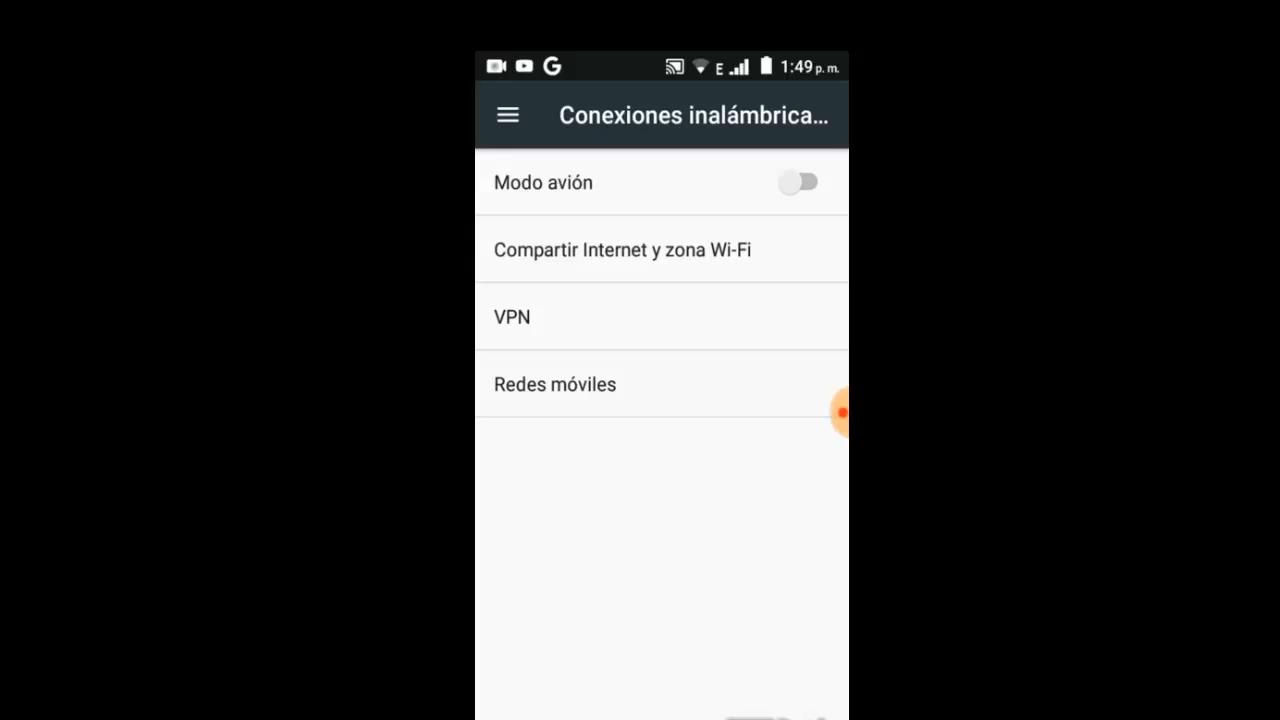 E 1:49 p. m.
Conexiones inalámbrica...
Modo avión
Compartir Internet y zona Wi-Fi
VPN
Redes móviles